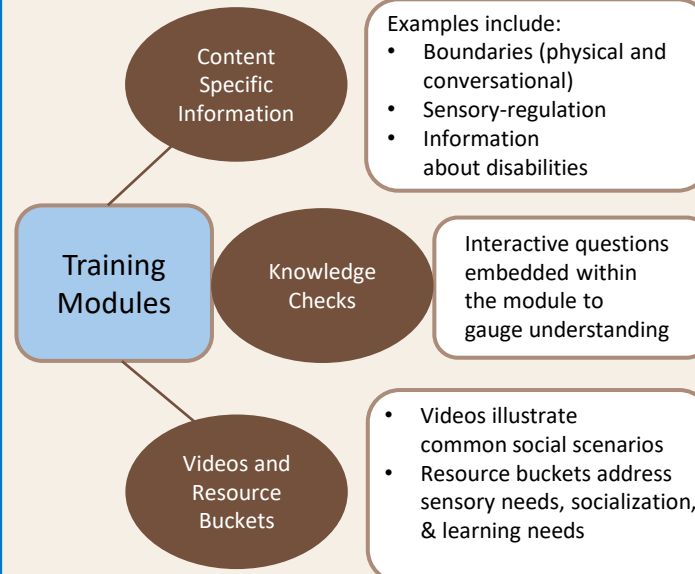 Content
Specific
Information
Examples include:
• Boundaries (physical and
conversational)
• Sensory-regulation
• Information
about disabilities
Training
Modules
Knowledge
Checks
Interactive questions
embedded within
the module to
gauge understanding
Videos and
Resource
Buckets
• Videos illustrate
common social scenarios
• Resource buckets address
sensory needs, socialization,
& learning needs